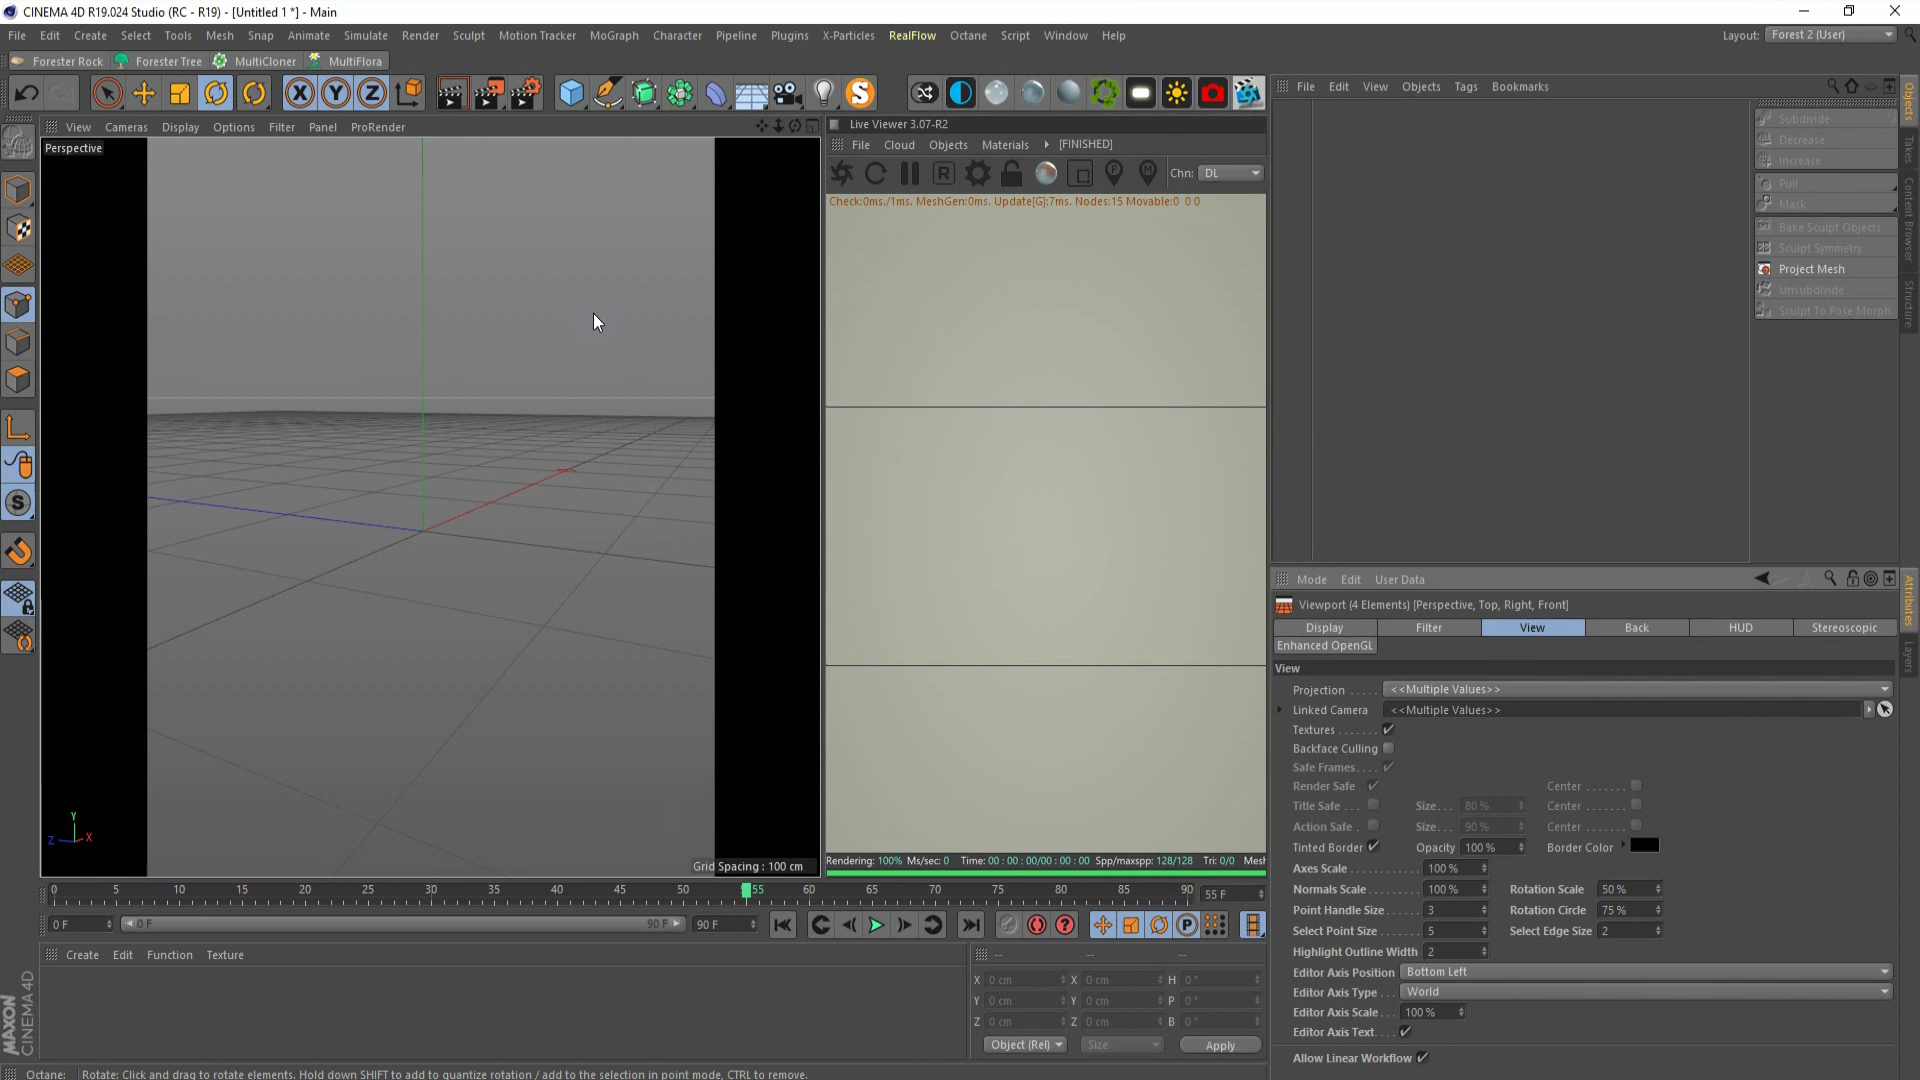 CINEMA 4D R19.024 Studio (RC - R19) - [Untitled 1 *] - Main
File Edit Create Select Tools Mesh Snap Animate Simulate Render Sculpt Motion Tracker MoGraph Character Pipeline Plugins X-Particles RealFlow Octane Script Window Help
Layout: Forest 2 (User)
Forester Rock Forester Tree MultiCloner MultiFlora
X Y Z S
File Edit View Objects Tags Bookmarks
View Cameras Display Options Filter Panel ProRender
Perspective
Live Viewer 3.07-R2
File Cloud Objects Materials [FINISHED]
R F M Chn: DL
Check:0ms./1ms. MeshGen:0ms. Update[G]:7ms. Nodes:15 Movable:0 0 0
Subdivide
Decrease
Increase
Pull
Mask
Bake Sculpt Objects
Sculpt Symmetry
Project Mesh
Unsubdivide
Sculpt To Pose Morph
Objects
Takes
Content Browser
Structure
Y
Z X
Grid Spacing : 100 cm
Rendering: 100% Ms/sec: 0 Time: 00 : 00 : 00/00 : 00 : 00 Spp/maxspp: 128/128 Tri: 0/0 Mesh
Mode Edit User Data
Viewport (4 Elements) [Perspective, Top, Right, Front]
Display Filter View Back HUD Stereoscopic
Enhanced OpenGL
View
Projection . . . . . <<Multiple Values>>
Linked Camera <<Multiple Values>>
Textures . . . . . . .
Backface Culling
Safe Frames. . . .
Render Safe Center . . . . . . .
Title Safe . . . Size. . . 80 % Center . . . . . . .
Action Safe . Size. . . 90 % Center . . . . . . .
Tinted Border Opacity 100 % Border Color
Axes Scale . . . . . . . . . . 100 %
Normals Scale . . . . . . . . 100 % Rotation Scale 50 %
Point Handle Size . . . . . 3 Rotation Circle 75 %
Select Point Size . . . . . . 5 Select Edge Size 2
Highlight Outline Width 2
Editor Axis Position Bottom Left
Editor Axis Type . . . World
Editor Axis Scale . . . 100 %
Editor Axis Text. . . .
Allow Linear Workflow
Attributes
Layers
0 5 10 15 20 25 30 35 40 45 50 55 60 65 70 75 80 85 90 55 F
0 F 0 F 90 F 90 F
Create Edit Function Texture
-- -- --
X 0 cm X 0 cm H 0 °
Y 0 cm Y 0 cm P 0 °
Z 0 cm Z 0 cm B 0 °
Object (Rel) Size Apply
MAXON
CINEMA 4D
Octane: Rotate: Click and drag to rotate elements. Hold down SHIFT to add to quantize rotation / add to the selection in point mode, CTRL to remove.